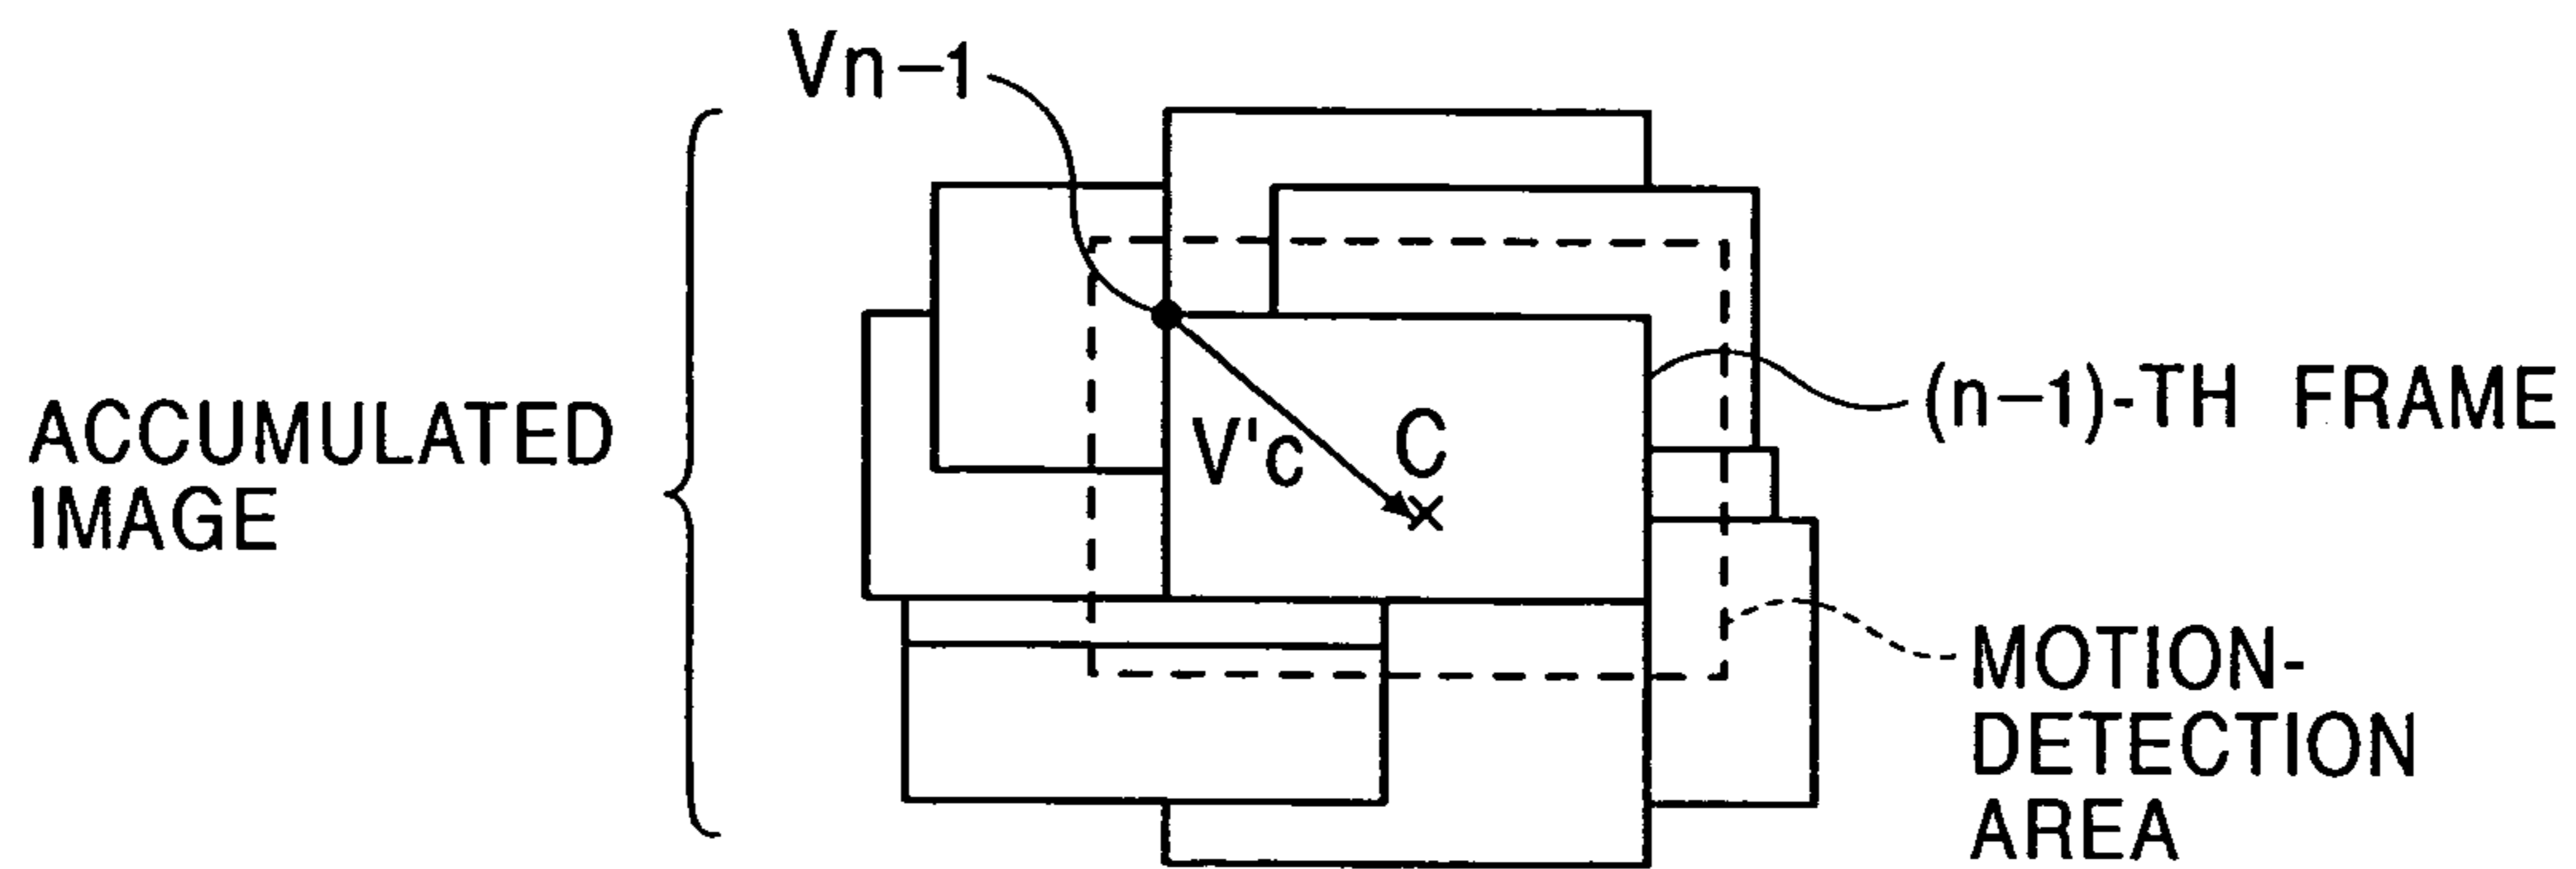 Vn-1
ACCUMULATED
IMAGE
V'c
C
(n-1)-TH FRAME
MOTION-
DETECTION
AREA